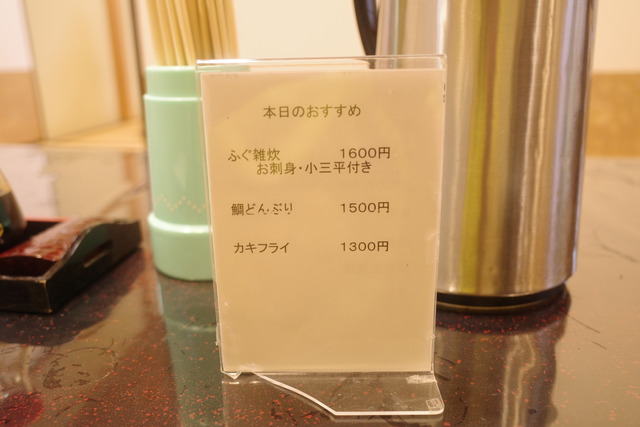 本日のおすすめ
ふぐ雑炊 1600円
お刺身・小三平付き
鯛どんぶり 1500円
カキフライ 1300円